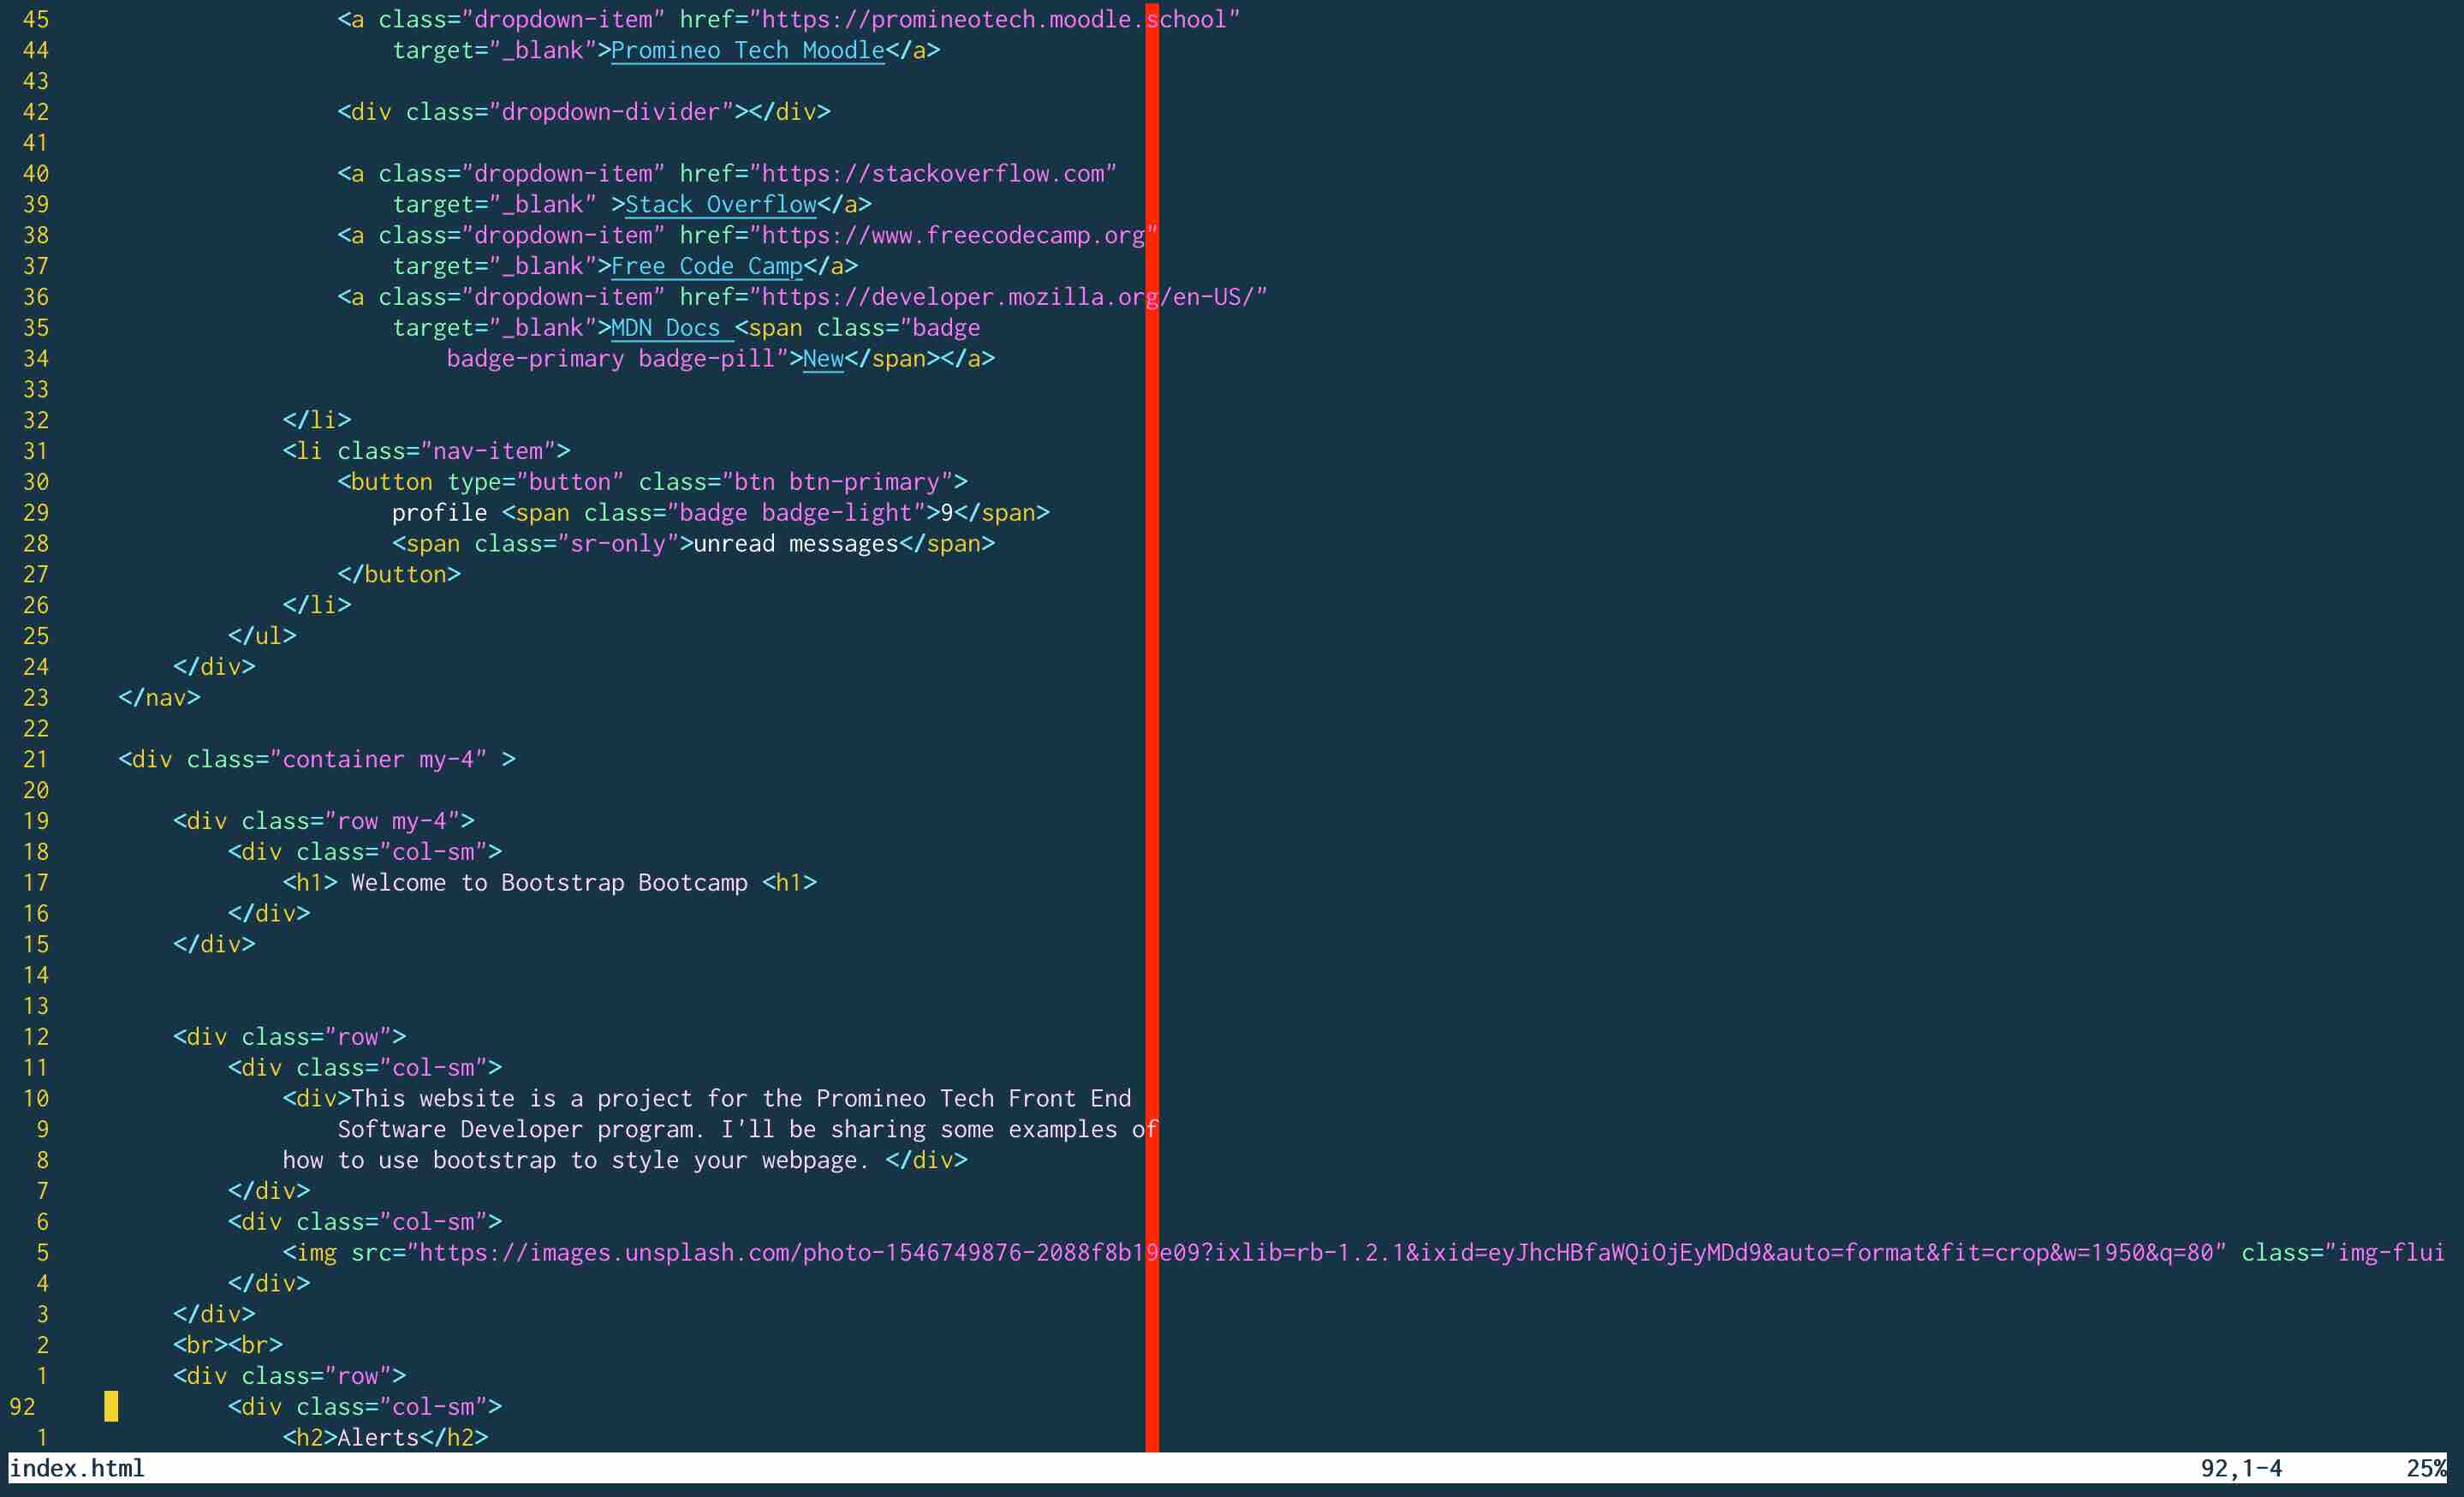 45                     <a class="dropdown-item" href="https://promineotech.moodle.school"
44                         target="_blank">Promineo Tech Moodle</a>
43
42                     <div class="dropdown-divider"></div>
41
40                     <a class="dropdown-item" href="https://stackoverflow.com"
39                         target="_blank" >Stack Overflow</a>
38                     <a class="dropdown-item" href="https://www.freecodecamp.org"
37                         target="_blank">Free Code Camp</a>
36                     <a class="dropdown-item" href="https://developer.mozilla.org/en-US/"
35                         target="_blank">MDN Docs <span class="badge
34                             badge-primary badge-pill">New</span></a>
33
32                 </li>
31                 <li class="nav-item">
30                     <button type="button" class="btn btn-primary">
29                         profile <span class="badge badge-light">9</span>
28                         <span class="sr-only">unread messages</span>
27                     </button>
26                 </li>
25             </ul>
24         </div>
23     </nav>
22
21     <div class="container my-4" >
20
19         <div class="row my-4">
18             <div class="col-sm">
17                 <h1> Welcome to Bootstrap Bootcamp <h1>
16             </div>
15         </div>
14
13
12         <div class="row">
11             <div class="col-sm">
10                 <div>This website is a project for the Promineo Tech Front End
9                     Software Developer program. I'll be sharing some examples of
8                 how to use bootstrap to style your webpage. </div>
7             </div>
6             <div class="col-sm">
5                 <img src="https://images.unsplash.com/photo-1546749876-2088f8b19e09?ixlib=rb-1.2.1&ixid=eyJhcHBfaWQiOjEyMDd9&auto=format&fit=crop&w=1950&q=80" class="img-flui
4             </div>
3         </div>
2         <br><br>
1         <div class="row">
92             <div class="col-sm">
1                 <h2>Alerts</h2>
index.html 92,1-4 25%